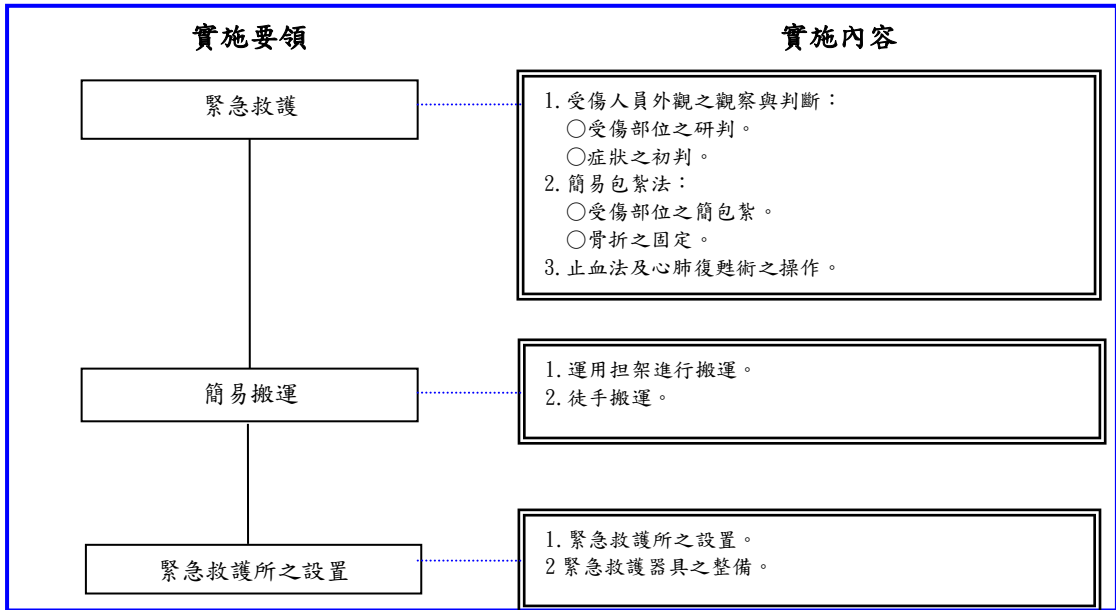 實施要領
實施內容
緊急救護
1.受傷人員外觀之觀察與判斷：
○受傷部位之研判。
○症狀之初判。
2.簡易包紮法：
○受傷部位之簡包紮。
○骨折之固定。
3.止血法及心肺復甦術之操作。
簡易搬運
1.運用担架進行搬運。
2.徒手搬運。
緊急救護所之設置
1.緊急救護所之設置。
2 緊急救護器具之整備。